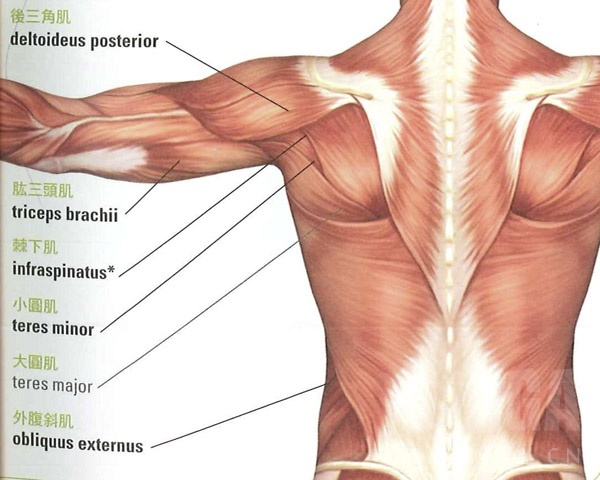 後三角肌
deltoideus posterior
肱三頭肌
triceps brachii
棘下肌
infraspinatus*
小圓肌
teres minor
大圓肌
teres major
外腹斜肌
obliquus externus